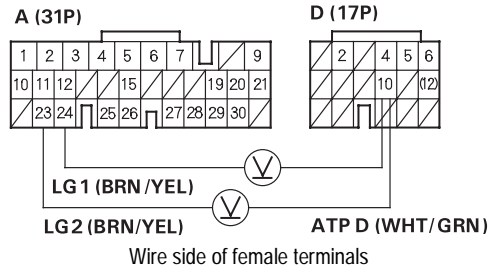 A (31P) D (17P)
1 2 3 4 5 6 7 9 2 4 5 6
10 11 12 15 19 20 21 10 (12)
23 24 25 26 27 28 29 30
LG1 (BRN/YEL)
LG2 (BRN/YEL) ATP D (WHT/GRN)
Wire side of female terminals